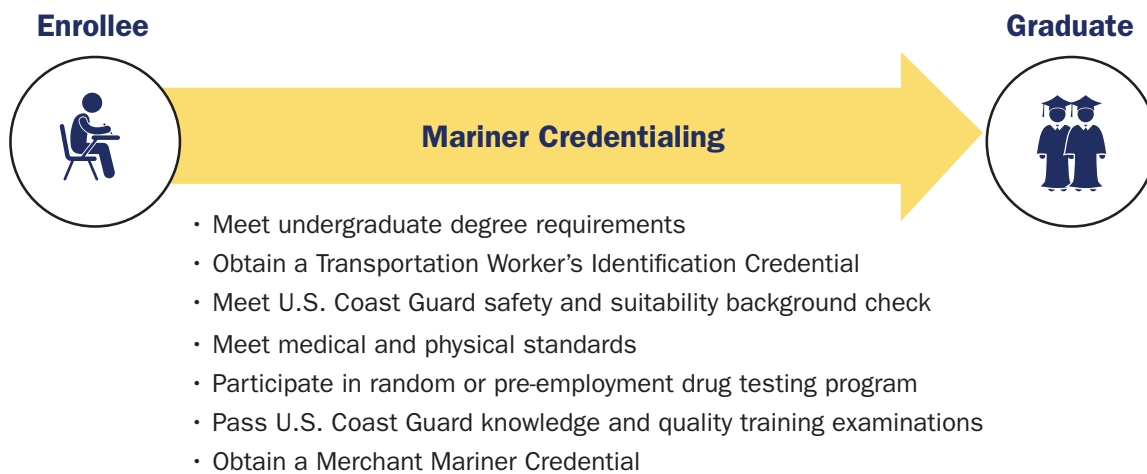 Enrollee
Graduate
Mariner Credentialing
· Meet undergraduate degree requirements
· Obtain a Transportation Worker's Identification Credential
· Meet U.S. Coast Guard safety and suitability background check
· Meet medical and physical standards
· Participate in random or pre-employment drug testing program
· Pass U.S. Coast Guard knowledge and quality training examinations
· Obtain a Merchant Mariner Credential